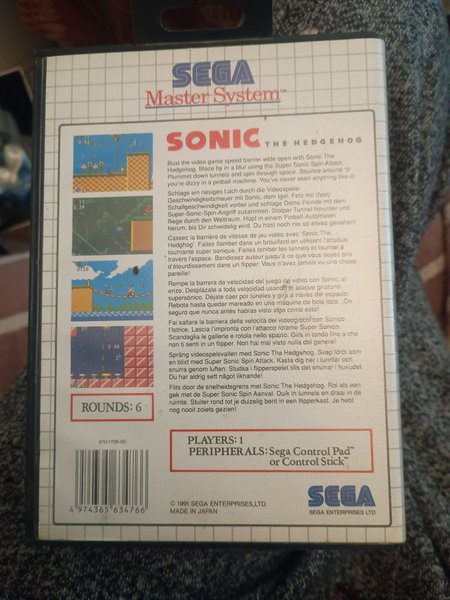 SEGA
Master System™
SONIC THE HEDGEHOG
Bust the video game speed barrier wide open with Sonic The
Hedgehog. Blaze by in a blur using the Super Sonic Spin Attack.
Plummet down tunnels and spin through space. Bounce around 'til
you're dizzy in a pinball machine. You've never seen anything like it!
Schlage ein riesiges Loch durch die Videospiele-
Geschwindigkeitsmauer mit Sonic, dem Igel. Fetz mit (fast)
Schallgeschwindigkeit vorbei und schlage Deine Feinde mit dem
Super-Sonic-Spin-Angriff zusammen. Stolper Tunnel hinunter und
fliege durch den Weltraum. Hüpf in einem Pinball-Automaten
herum, bis Dir schwindelig wird. Du hast noch nie so etwas gesehen!
Cassez la barrière de vitesse de jeu vidéo avec 'Sonic The
Hedgehog'. Faites flamber dans un brouillard en utilisant l'attaque
tournante super sonique. Faites tomber les tunnels et tourner à
travers l'espace. Bondissez autour jusqu'à ce que vous soyez pris
d'étourdissement dans un flipper. Vous n'avez jamais vu une chose
pareille!
Rompe la barrera de velocidad del juego de video con Sonic, el
erizo. Desplázate a toda velocidad usando el ataque giratorio
supersónico. Déjate caer por túneles y gira a través del espacio.
Rebota hasta quedar mareado en una máquina de bola loca. ¡De
seguro que nunca antes habías visto algo como esto!
Fai saltare la barriera della velocità dei videogiochi con Sonico
l'istrice. Lascia l'impronta con l'attacco rotante Super Sonico.
Scandaglia le gallerie e rotola nello spazio. Gira in tondo fino a che
non ti senti in un flipper. Non hai mai visto nulla del genere!
Spräng videospelsvallen med Sonic The Hedgehog. Svep förbi som
en blixt med Super Sonic Spin Attack. Kasta dig ner i tunnlar och
snurra genom luften. Studsa i flipperspelet tills det snurrar i huvudet.
Du har aldrig sett något liknande!
Flits door de snelheidsgrens met Sonic The Hedgehog. Rol als een
gek met de Super Sonic Spin Aanval. Duik in tunnels en draai in de
ruimte. Stuiter rond tot je duizelig bent in een flipperkast. Je hebt
nog nooit zoiets gezien!
ROUNDS: 6
PLAYERS: 1
PERIPHERALS: Sega Control Pad™
or Control Stick™
670-1706-50
4 974365 634766
© 1991 SEGA ENTERPRISES, LTD.
MADE IN JAPAN
SEGA
SEGA ENTERPRISES LTD